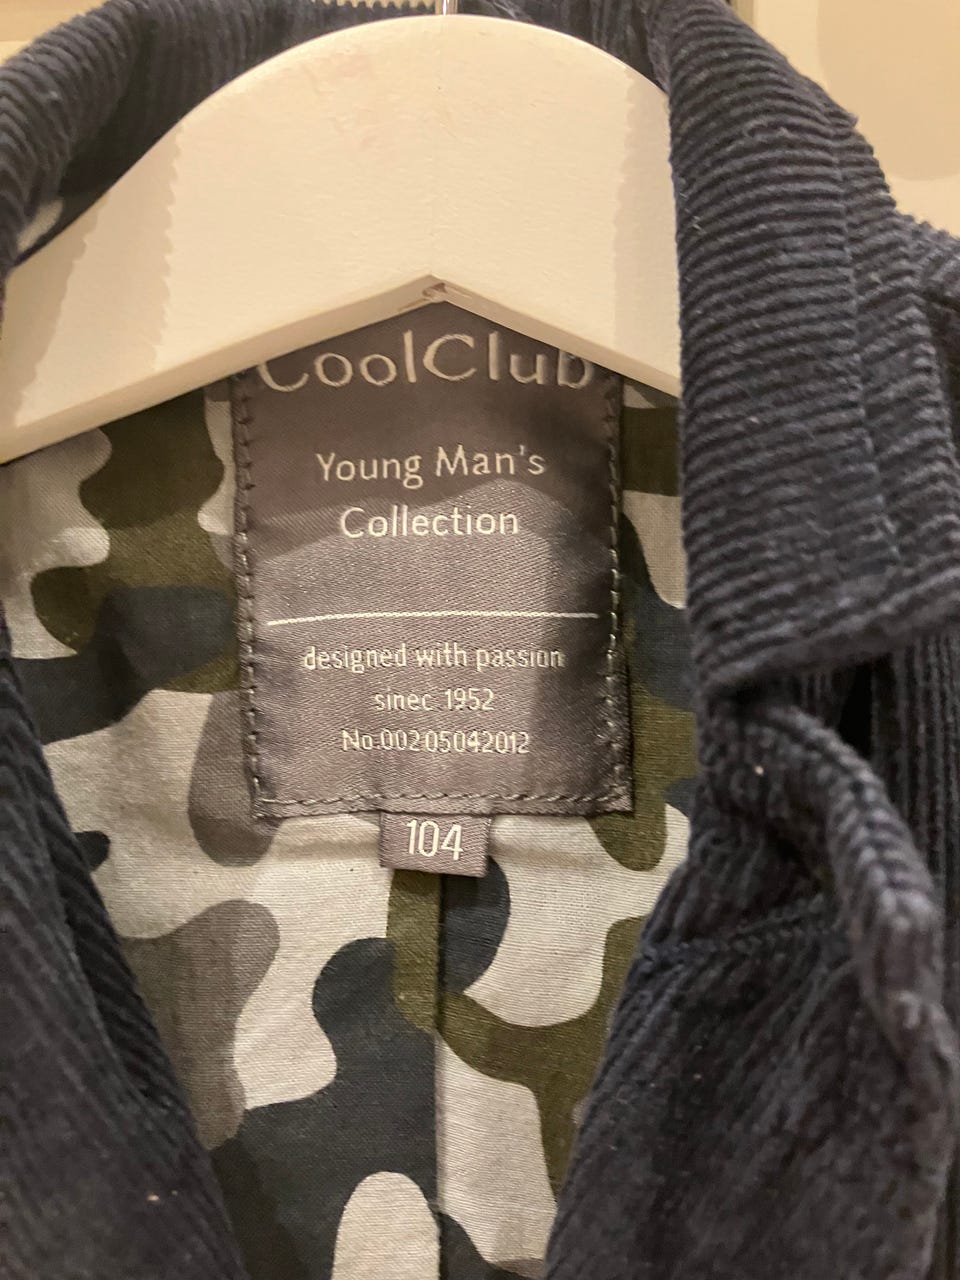 CoolClub
Young Man's
Collection
designed with passion
sinec 1952
No.00205042012
104